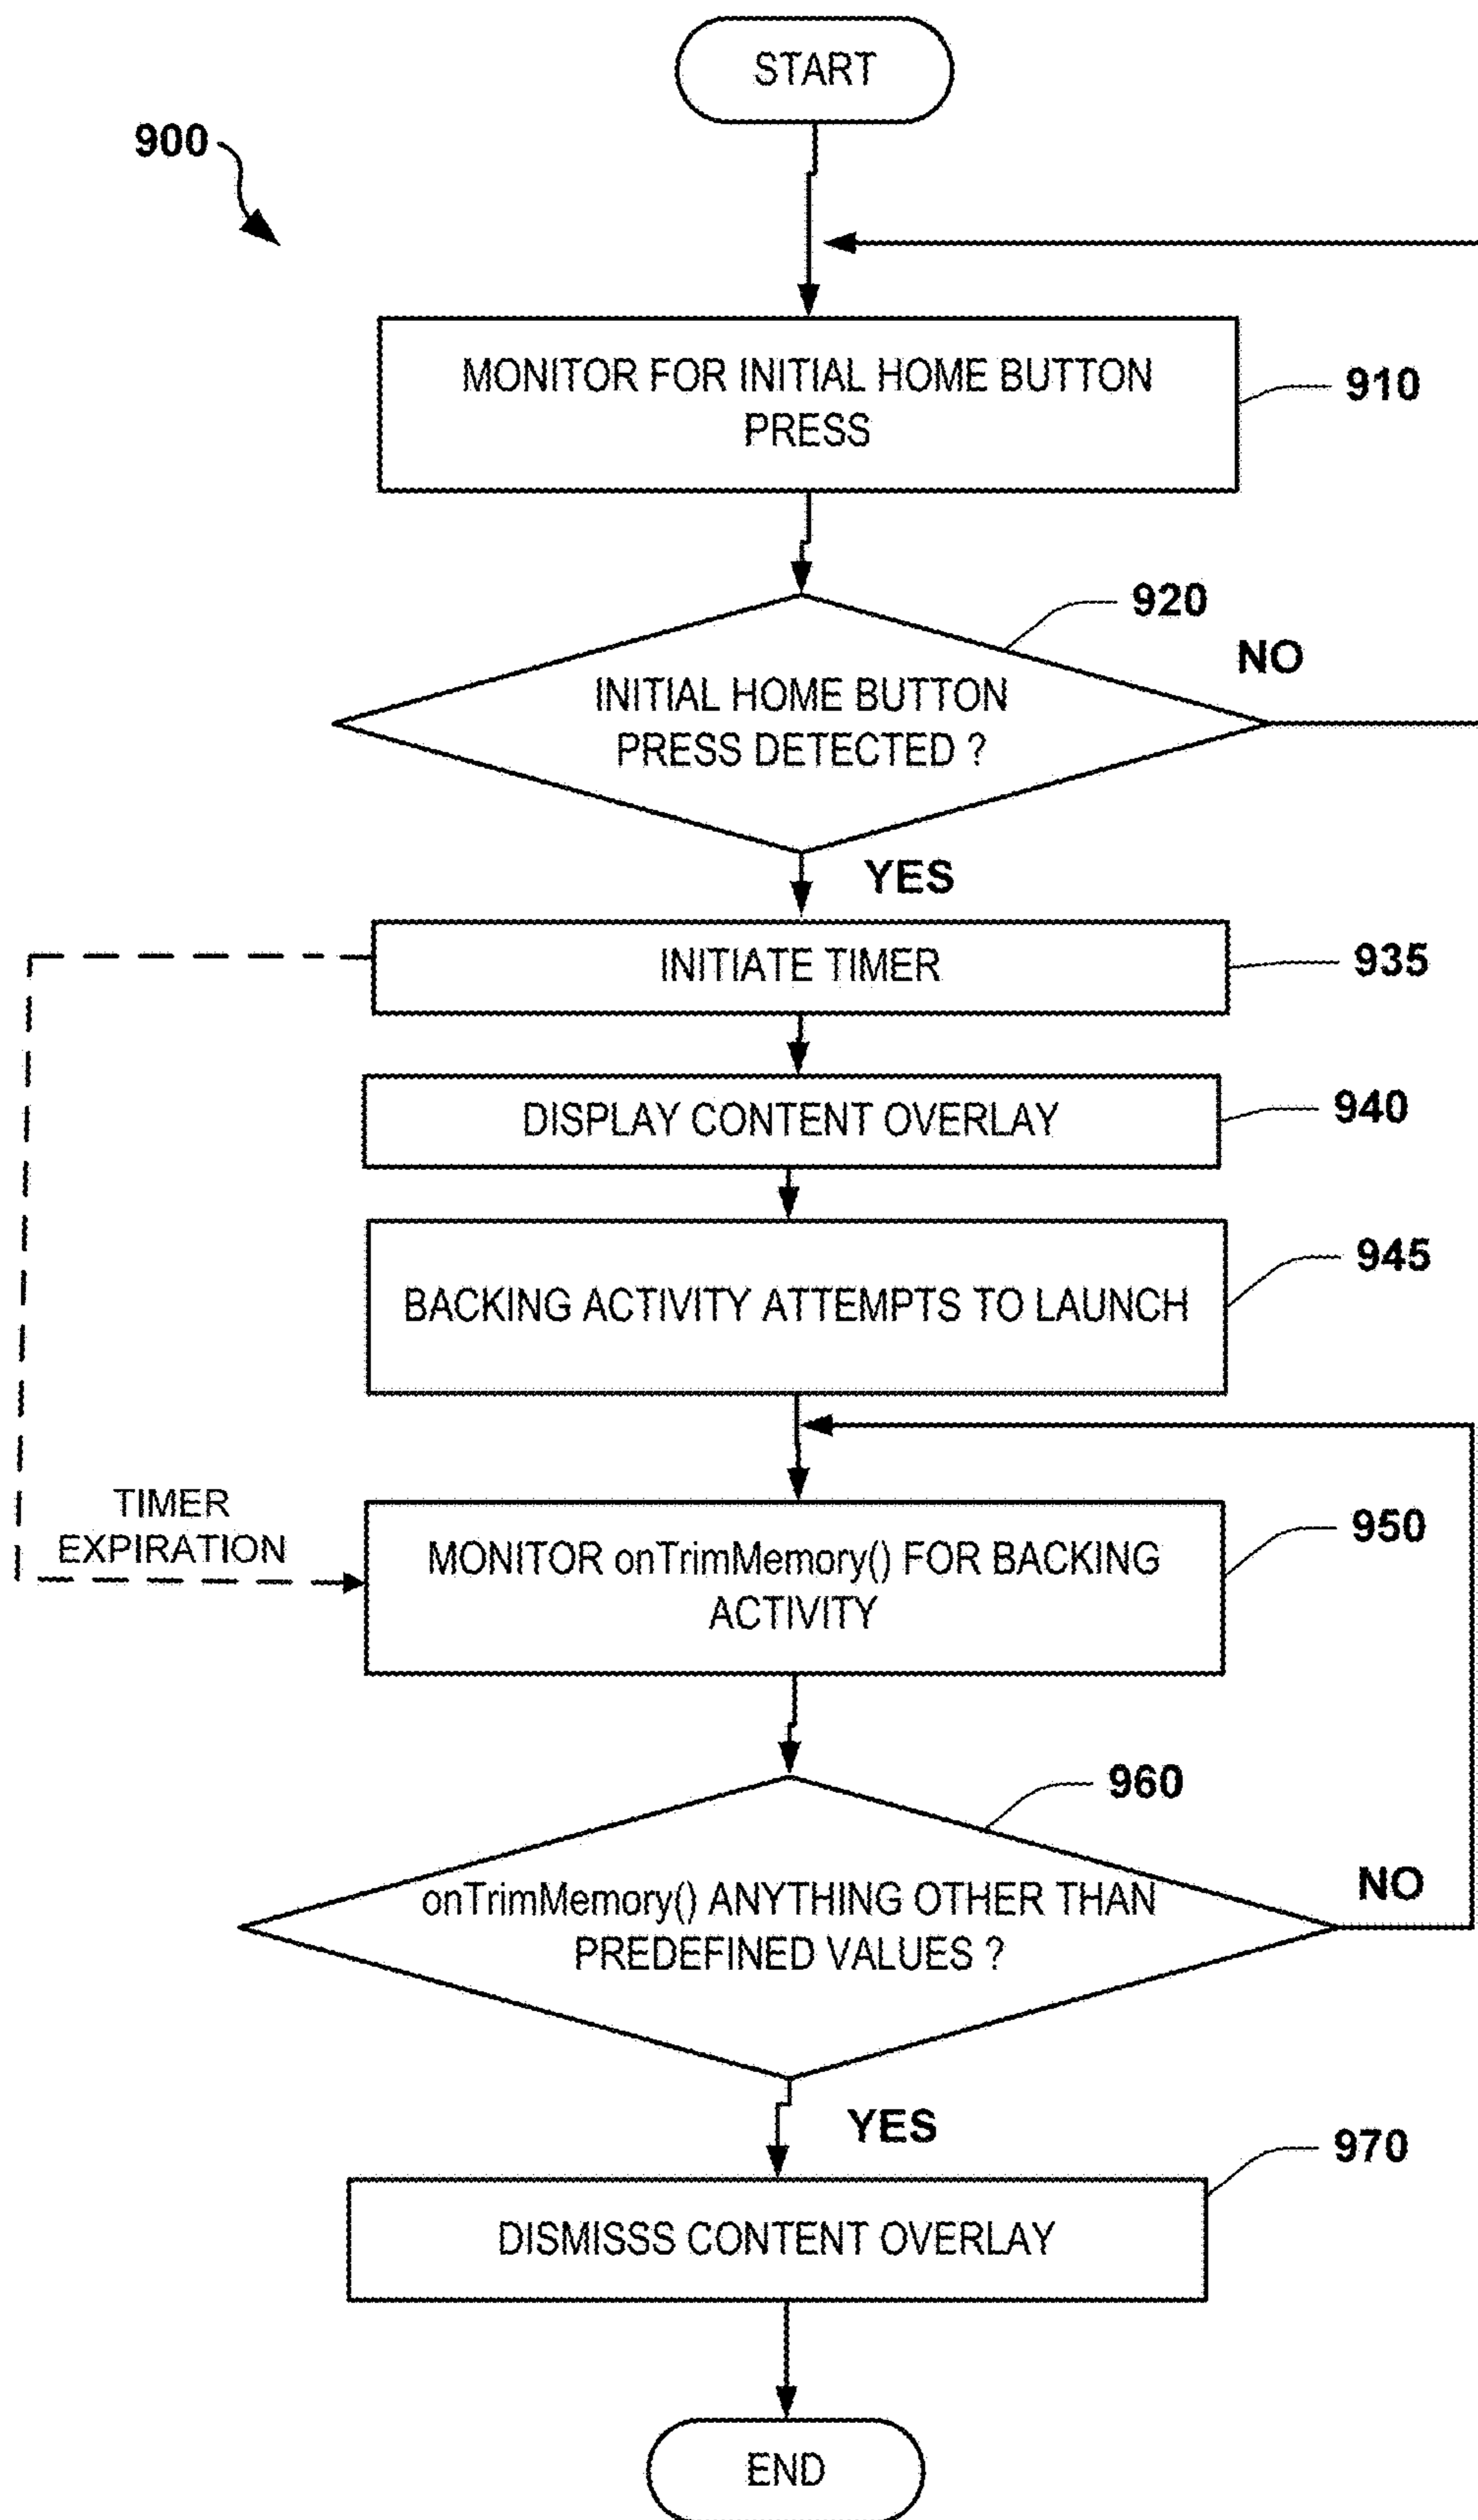 START
900
MONITOR FOR INITIAL HOME BUTTON
PRESS
910
920
NO
INITIAL HOME BUTTON
PRESS DETECTED ?
YES
INITIATE TIMER
935
DISPLAY CONTENT OVERLAY
940
BACKING ACTIVITY ATTEMPTS TO LAUNCH
945
TIMER
EXPIRATION
MONITOR onTrimMemory() FOR BACKING
ACTIVITY
950
960
NO
onTrimMemory() ANYTHING OTHER THAN
PREDEFINED VALUES ?
YES
970
DISMISSS CONTENT OVERLAY
END